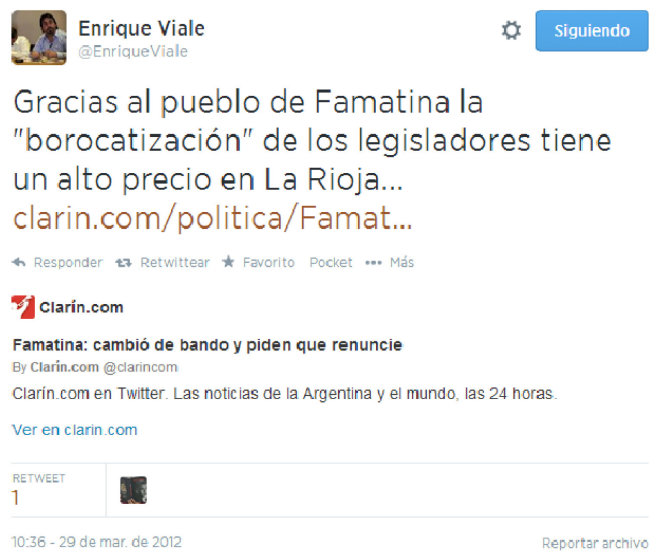 Enrique Viale
@EnriqueViale
Siguiendo
Gracias al pueblo de Famatina la
"borocatización" de los legisladores tiene
un alto precio en La Rioja...
clarin.com/politica/Famat...
Responder Retwittear Favorito Pocket Más
Clarín.com
Famatina: cambió de bando y piden que renuncie
By Clarín.com @clarincom
Clarín.com en Twitter. Las noticias de la Argentina y el mundo, las 24 horas.
Ver en clarin.com
RETWEET
1
10:36 - 29 de mar. de 2012
Reportar archivo